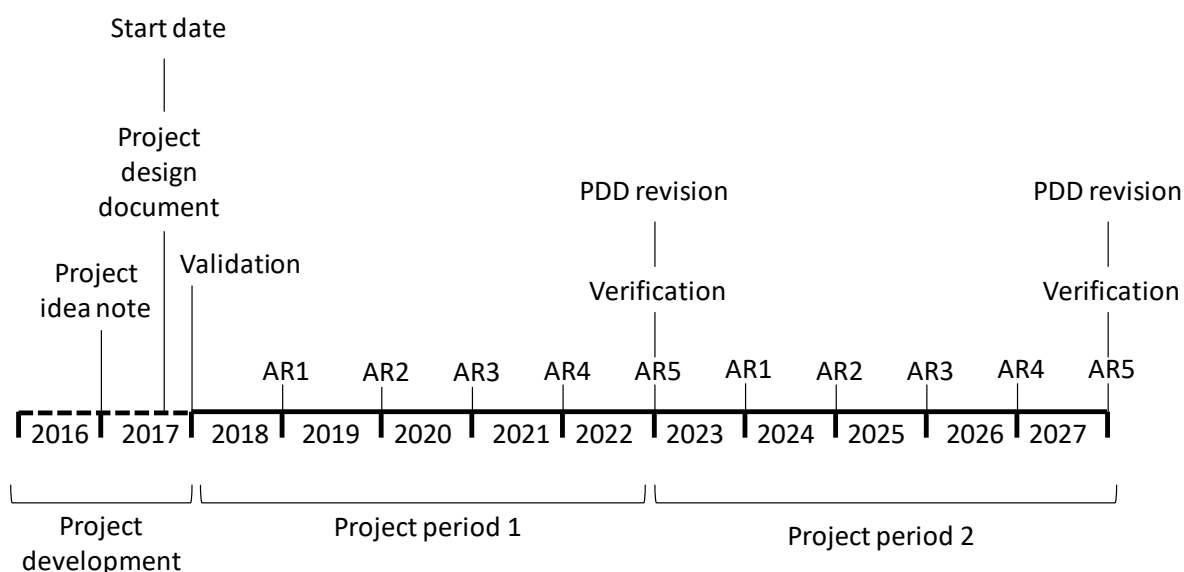 Start date
Project
design
document
PDD revision
PDD revision
Validation
Project
idea note
Verification
Verification
AR1
AR2
AR3
AR4
AR5
AR1
AR2
AR3
AR4
AR5
2016
2017
2018
2019
2020
2021
2022
2023
2024
2025
2026
2027
Project
development
Project period 1
Project period 2